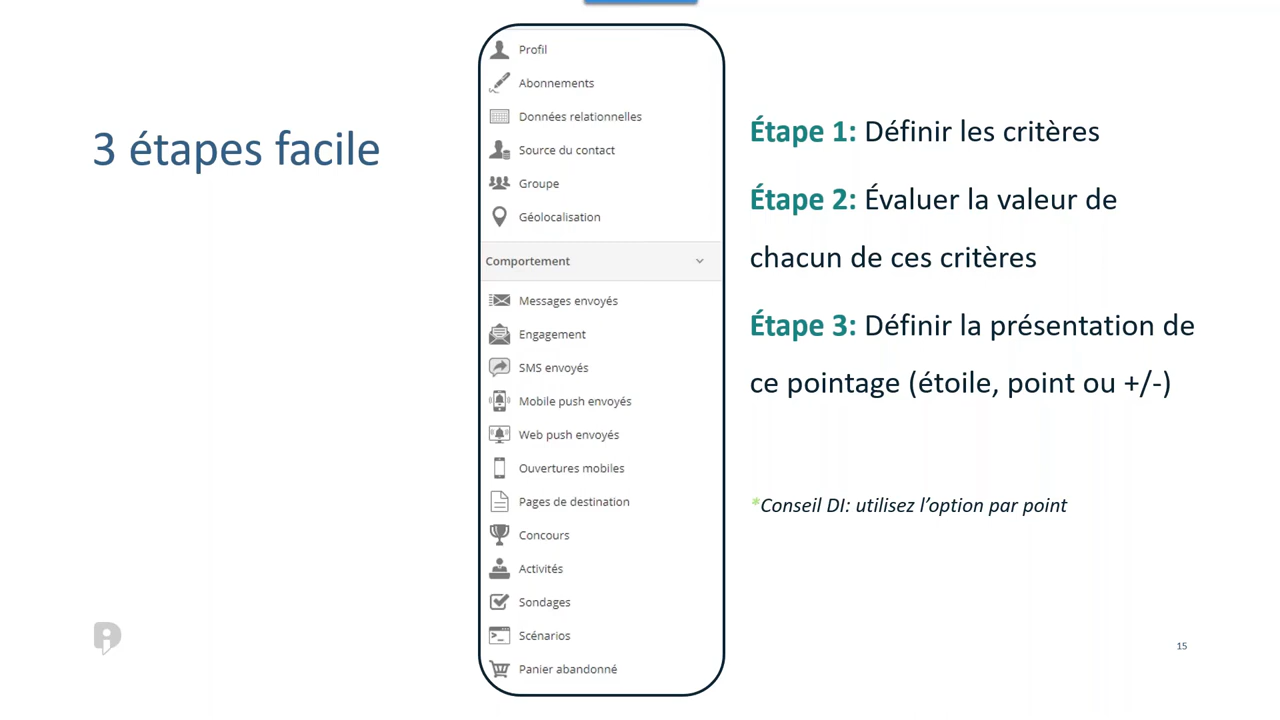 3 étapes facile
Profil
Abonnements
Données relationnelles
Source du contact
Groupe
Géolocalisation
Comportement
Messages envoyés
Engagement
SMS envoyés
Mobile push envoyés
Web push envoyés
Ouvertures mobiles
Pages de destination
Concours
Activités
Sondages
Scénarios
Panier abandonné
Étape 1: Définir les critères
Étape 2: Évaluer la valeur de
chacun de ces critères
Étape 3: Définir la présentation de
ce pointage (étoile, point ou +/-)
*Conseil DI: utilisez l’option par point
15